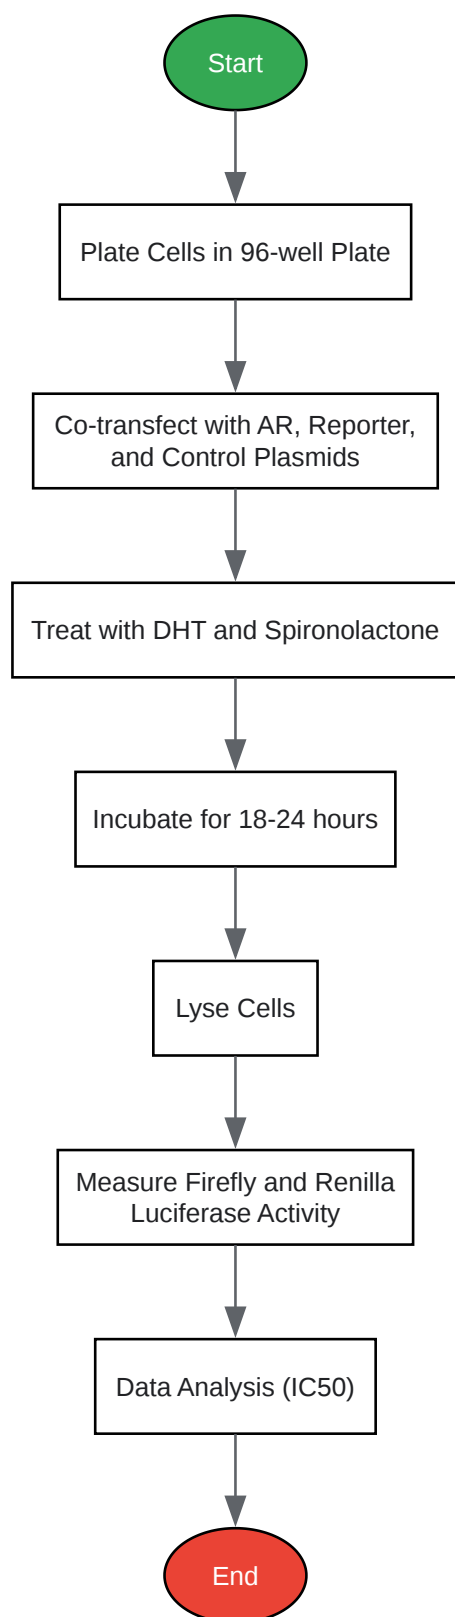 Start
Plate Cells in 96-well Plate
Co-transfect with AR, Reporter,
and Control Plasmids
Treat with DHT and Spironolactone
Incubate for 18-24 hours
Lyse Cells
Measure Firefly and Renilla
Luciferase Activity
Data Analysis (IC50)
End